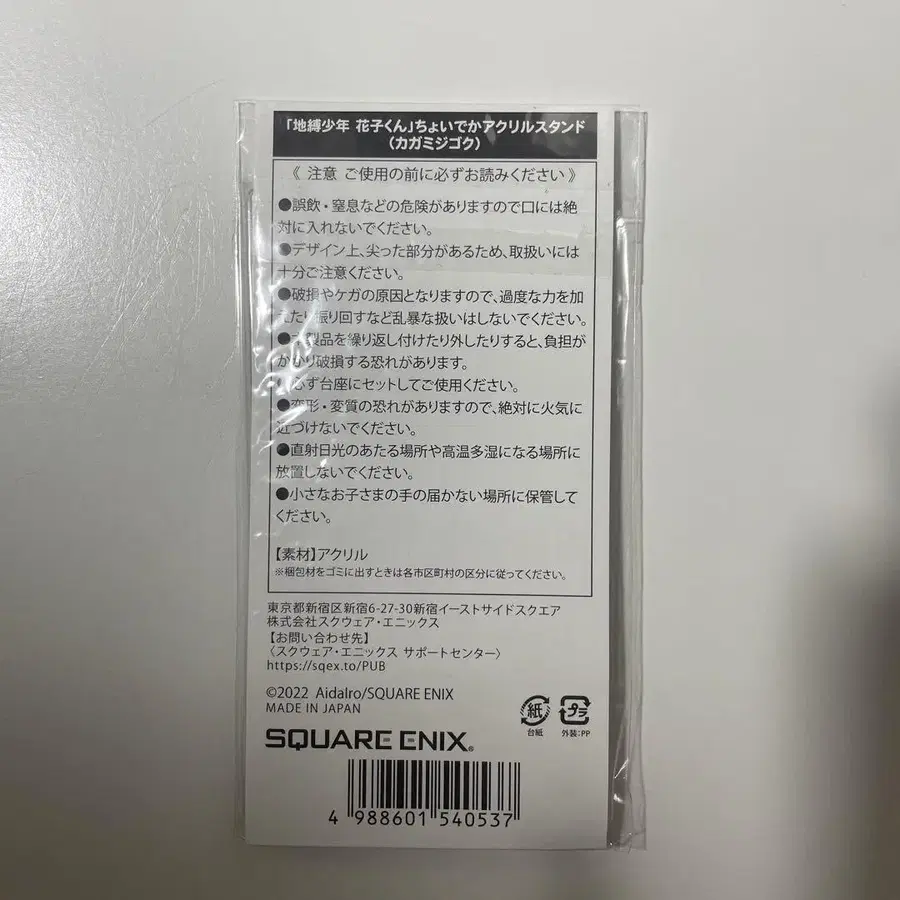 「地縛少年 花子くん」ちょいでかアクリルスタンド
(カガミジゴク)
《 注意 ご使用の前に必ずお読みください 》
●誤飲・窒息などの危険がありますので口には絶
対に入れないでください。
●デザイン上、尖った部分があるため、取扱いには
十分ご注意ください。
●破損やケガの原因となりますので、過度な力を加
えたり振り回すなど乱暴な扱いはしないでください。
●本製品を繰り返し付けたり外したりすると、負担が
かかり破損する恐れがあります。
必ず台座にセットしてご使用ください。
●変形・変質の恐れがありますので、絶対に火気に
近づけないでください。
●直射日光のあたる場所や高温多湿になる場所に
放置しないでください。
●小さなお子さまの手の届かない場所に保管して
ください。
【素材】アクリル
※梱包材をゴミに出すときは各市区町村の区分に従ってください。
東京都新宿区新宿6-27-30新宿イーストサイドスクエア
株式会社スクウェア・エニックス
【お問い合わせ先】
〈スクウェア・エニックス サポートセンター〉
https://sqex.to/PUB
©2022 AidaIro/SQUARE ENIX
MADE IN JAPAN
紙
台紙
プラ
外装:PP
SQUARE ENIX®
4 988601 540537